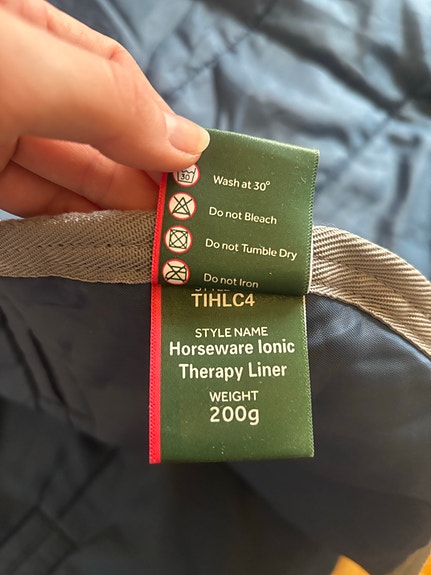 30
Wash at 30°
Do not Bleach
Do not Tumble Dry
Do not Iron
TIHLC4
STYLE NAME
Horseware Ionic
Therapy Liner
WEIGHT
200g